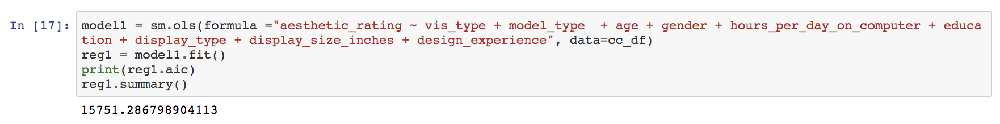 In [17]: model1 = sm.ols(formula ="aesthetic_rating ~ vis_type + model_type  + age + gender + hours_per_day_on_computer + educa
tion + display_type + display_size_inches + design_experience", data=cc_df)
reg1 = model1.fit()
print(reg1.aic)
reg1.summary()
15751.286798904113